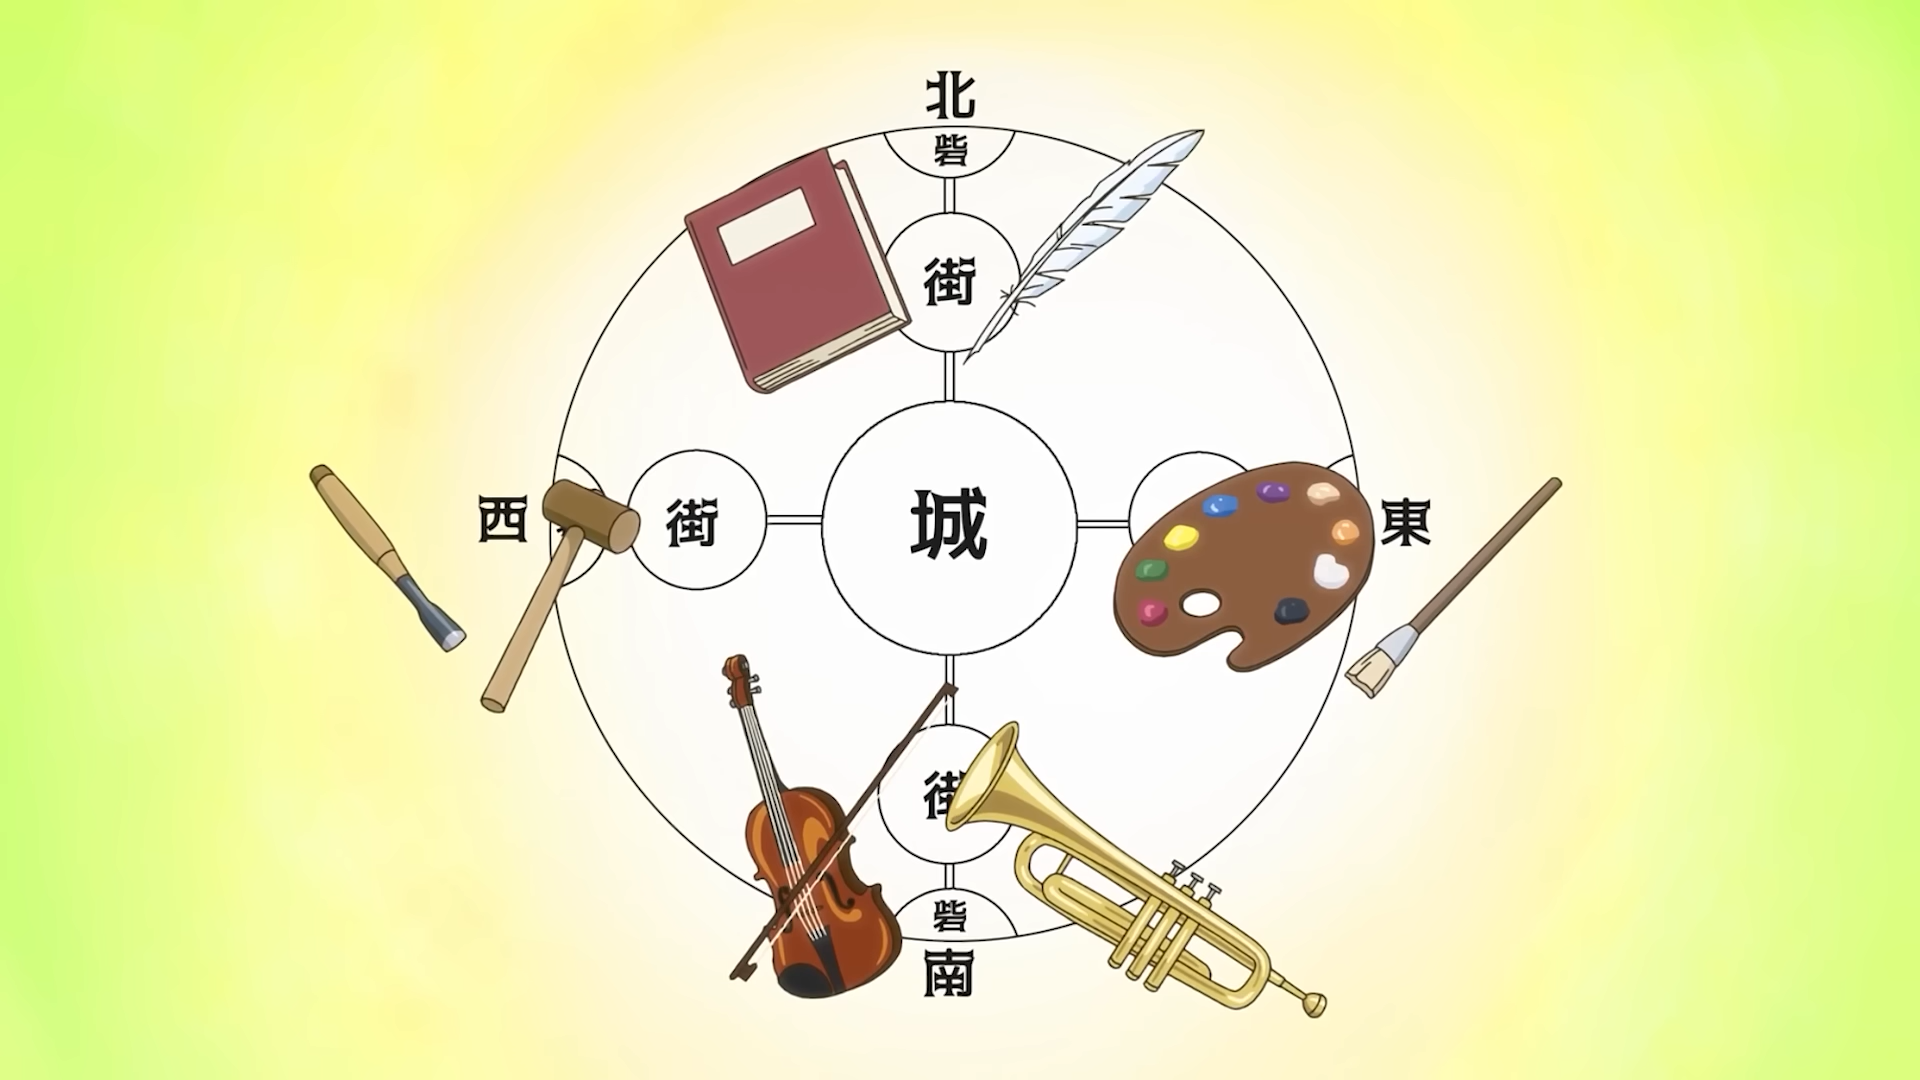 北
砦
街
西
街
城
東
街
砦
南